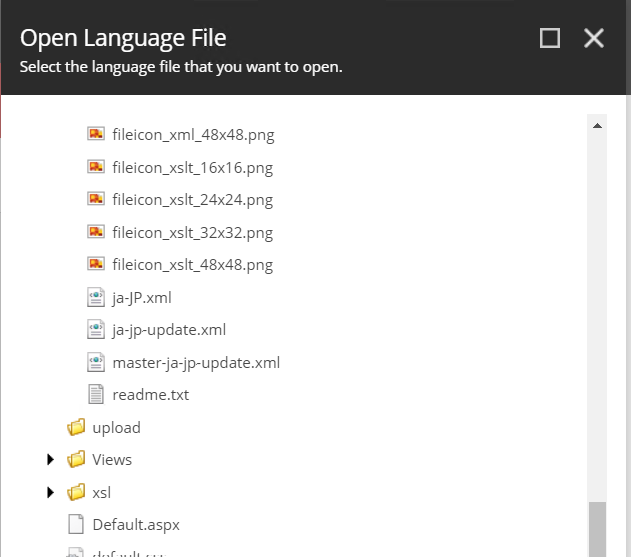 Open Language File
Select the language file that you want to open.
fileicon_xml_48x48.png
fileicon_xslt_16x16.png
fileicon_xslt_24x24.png
fileicon_xslt_32x32.png
fileicon_xslt_48x48.png
ja-JP.xml
ja-jp-update.xml
master-ja-jp-update.xml
readme.txt
upload
Views
xsl
Default.aspx